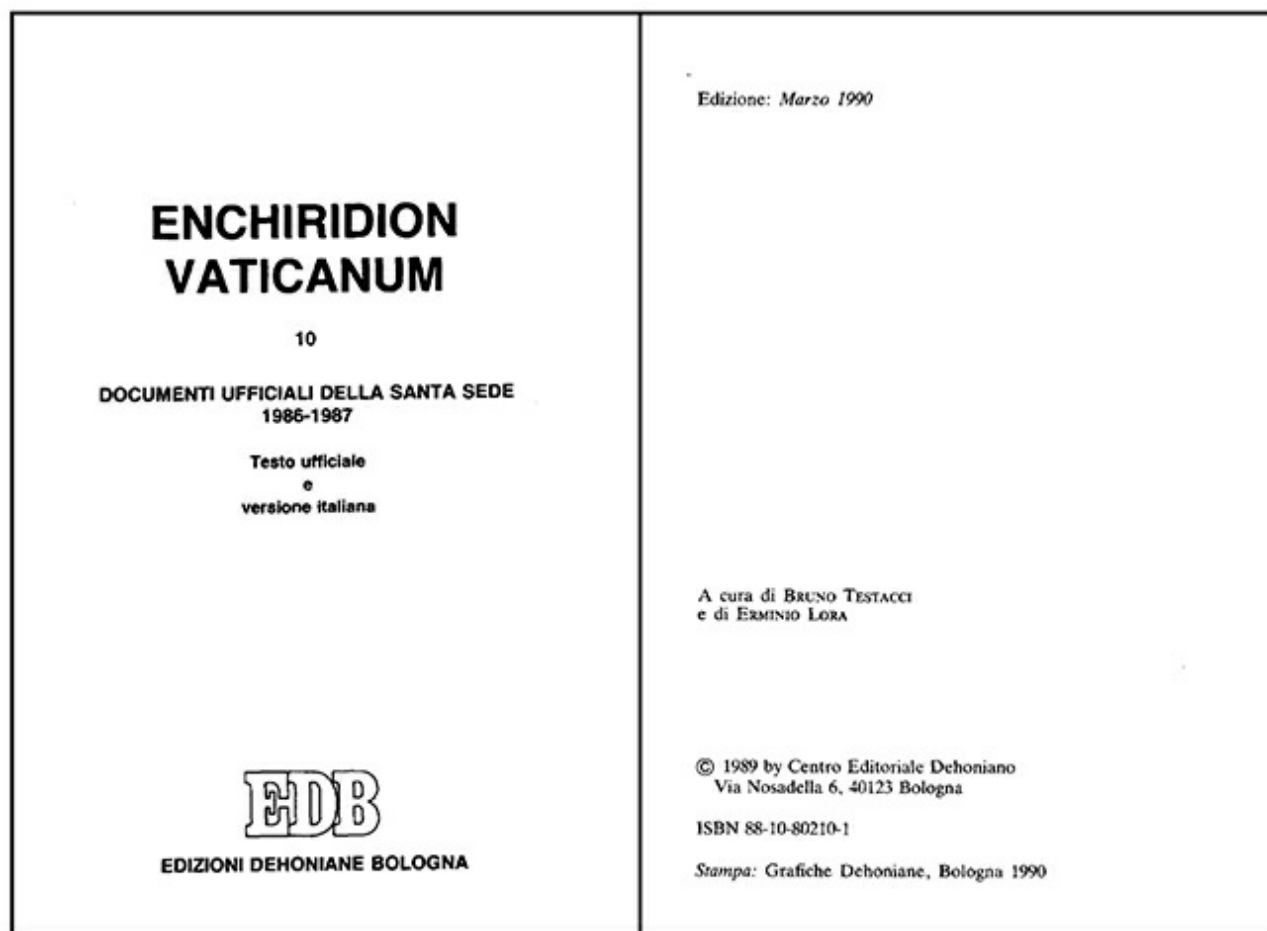 ENCHIRIDION
VATICANUM
10
DOCUMENTI UFFICIALI DELLA SANTA SEDE
1986-1987
Testo ufficiale
e
versione italiana
EDB
EDIZIONI DEHONIANE BOLOGNA
Edizione: Marzo 1990
A cura di BRUNO TESTACCI
e di ERMINIO LORA
© 1989 by Centro Editoriale Dehoniano
Via Nosadella 6, 40123 Bologna
ISBN 88-10-80210-1
Stampa: Grafiche Dehoniane, Bologna 1990